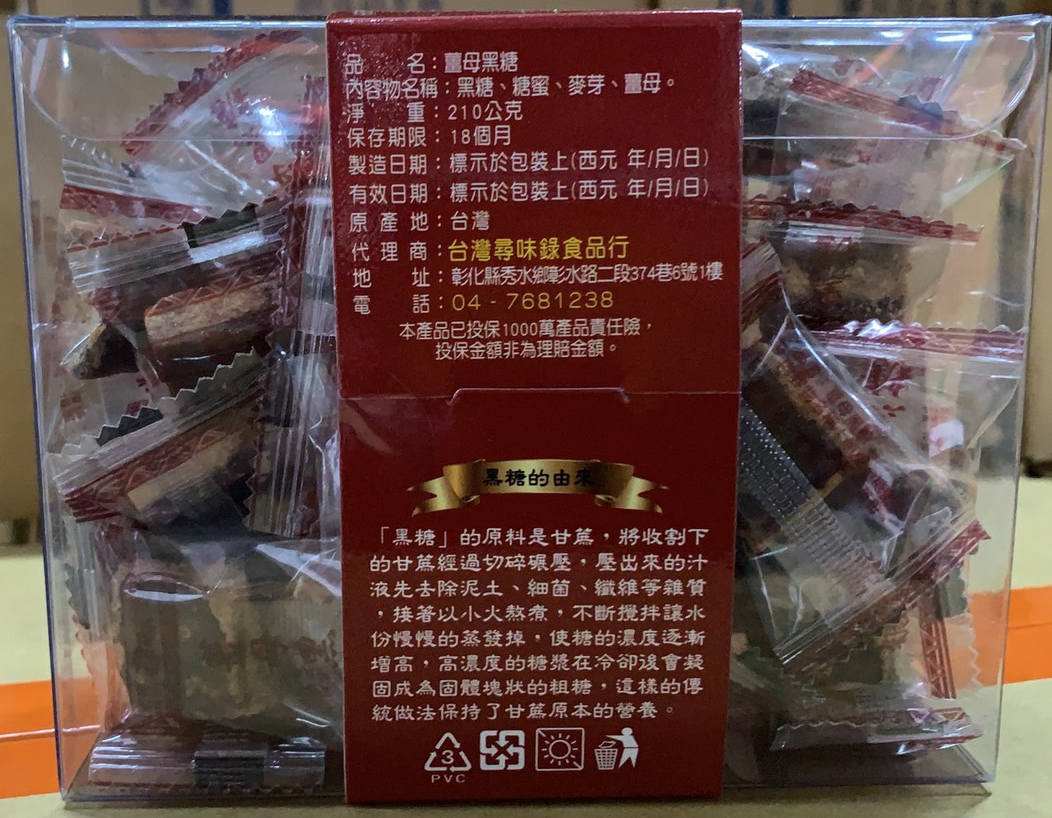 品名：薑母黑糖
內容物名稱：黑糖、糖蜜、麥芽、薑母。
淨重：210公克
保存期限：18個月
製造日期：標示於包裝上(西元 年/月/日)
有效日期：標示於包裝上(西元 年/月/日)
原產地：台灣
代理商：台灣尋味錄食品行
地址：彰化縣秀水鄉彰水路二段374巷6號1樓
電話：04-7681238
本產品已投保1000萬產品責任險，
投保金額非為理賠金額。
黑糖的由來
「黑糖」的原料是甘蔗，將收割下
的甘蔗經過切碎碾壓，壓出來的汁
液先去除泥土、細菌、纖維等雜質
，接著以小火熬煮，不斷攪拌讓水
份慢慢的蒸發掉，使糖的濃度逐漸
增高，高濃度的糖漿在冷卻後會凝
固成為固體塊狀的粗糖，這樣的傳
統做法保持了甘蔗原本的營養。
3
PVC